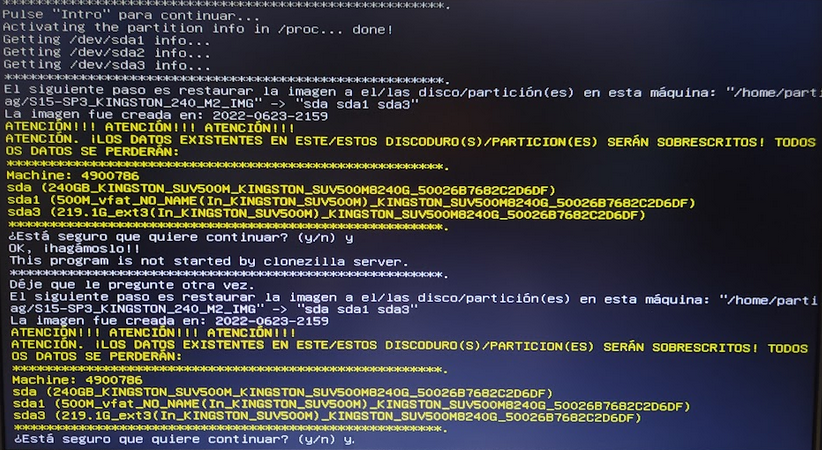 *******************************************************.
Pulse "Intro" para continuar...
Activating the partition info in /proc... done!
Getting /dev/sda1 info...
Getting /dev/sda2 info...
Getting /dev/sda3 info...
*******************************************************.
El siguiente paso es restaurar la imagen a el/las disco/partición(es) en esta máquina: "/home/parti
ag/S15-SP3_KINGSTON_240_M2_IMG" -> "sda sda1 sda3"
La imagen fue creada en: 2022-0623-2159
ATENCIÓN!!! ATENCIÓN!!! ATENCIÓN!!!
ATENCIÓN. ¡LOS DATOS EXISTENTES EN ESTE/ESTOS DISCODURO(S)/PARTICION(ES) SERÁN SOBRESCRITOS! TODOS
OS DATOS SE PERDERÁN:
*******************************************************.
Machine: 4900786
sda (240GB_KINGSTON_SUV500M_KINGSTON_SUV500M8240G_50026B7682C2D6DF)
sda1 (500M_vfat_NO_NAME(In_KINGSTON_SUV500M)_KINGSTON_SUV500M8240G_50026B7682C2D6DF)
sda3 (219.1G_ext3(In_KINGSTON_SUV500M)_KINGSTON_SUV500M8240G_50026B7682C2D6DF)
*******************************************************.
¿Está seguro que quiere continuar? (y/n) y
OK, ¡hagámoslo!!
This program is not started by clonezilla server.
*******************************************************.
Déje que le pregunte otra vez.
El siguiente paso es restaurar la imagen a el/las disco/partición(es) en esta máquina: "/home/parti
ag/S15-SP3_KINGSTON_240_M2_IMG" -> "sda sda1 sda3"
La imagen fue creada en: 2022-0623-2159
ATENCIÓN!!! ATENCIÓN!!! ATENCIÓN!!!
ATENCIÓN. ¡LOS DATOS EXISTENTES EN ESTE/ESTOS DISCODURO(S)/PARTICION(ES) SERÁN SOBRESCRITOS! TODOS
OS DATOS SE PERDERÁN:
*******************************************************.
Machine: 4900786
sda (240GB_KINGSTON_SUV500M_KINGSTON_SUV500M8240G_50026B7682C2D6DF)
sda1 (500M_vfat_NO_NAME(In_KINGSTON_SUV500M)_KINGSTON_SUV500M8240G_50026B7682C2D6DF)
sda3 (219.1G_ext3(In_KINGSTON_SUV500M)_KINGSTON_SUV500M8240G_50026B7682C2D6DF)
*******************************************************.
¿Está seguro que quiere continuar? (y/n) y